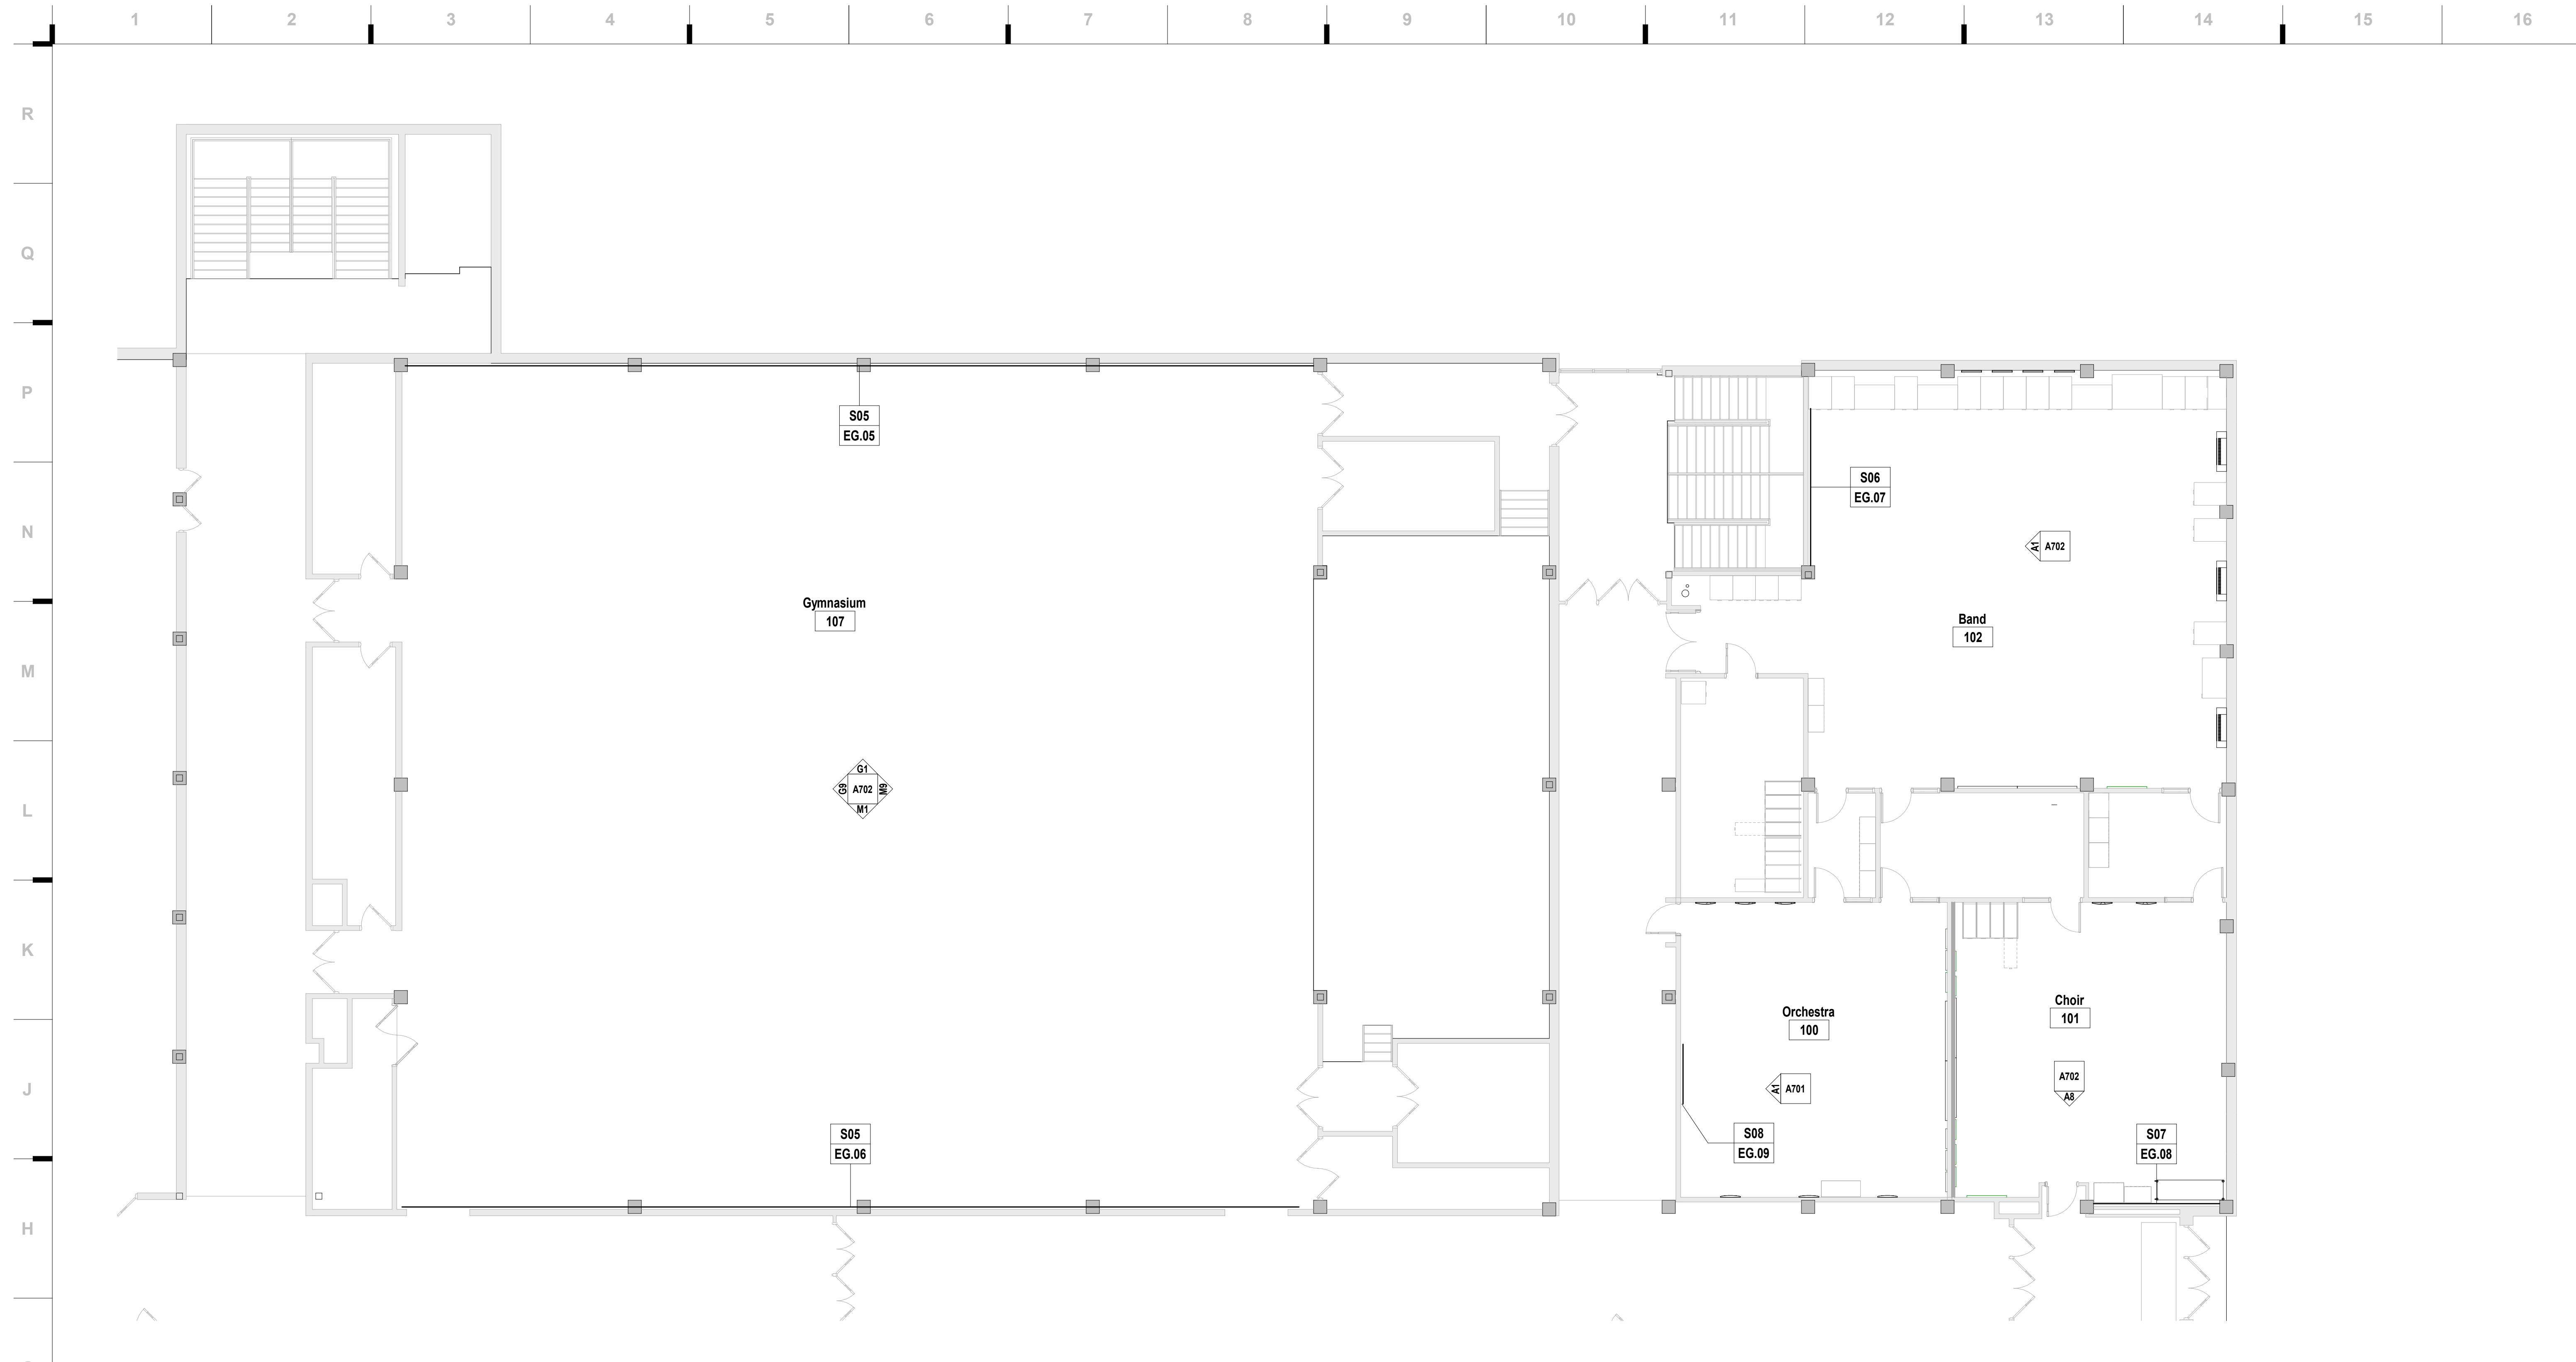 1 2 3 4 5 6 7 8 9 10 11 12 13 14 15 16
R
Q
P
S05
EG.05
S06
EG.07
N
A1 A702
Gymnasium
107
Band
102
M
G1
G9 A702 M9
M1
L
K
Choir
101
Orchestra
100
J
A1 A701
A702
A8
S05
EG.06
S08
EG.09
S07
EG.08
H